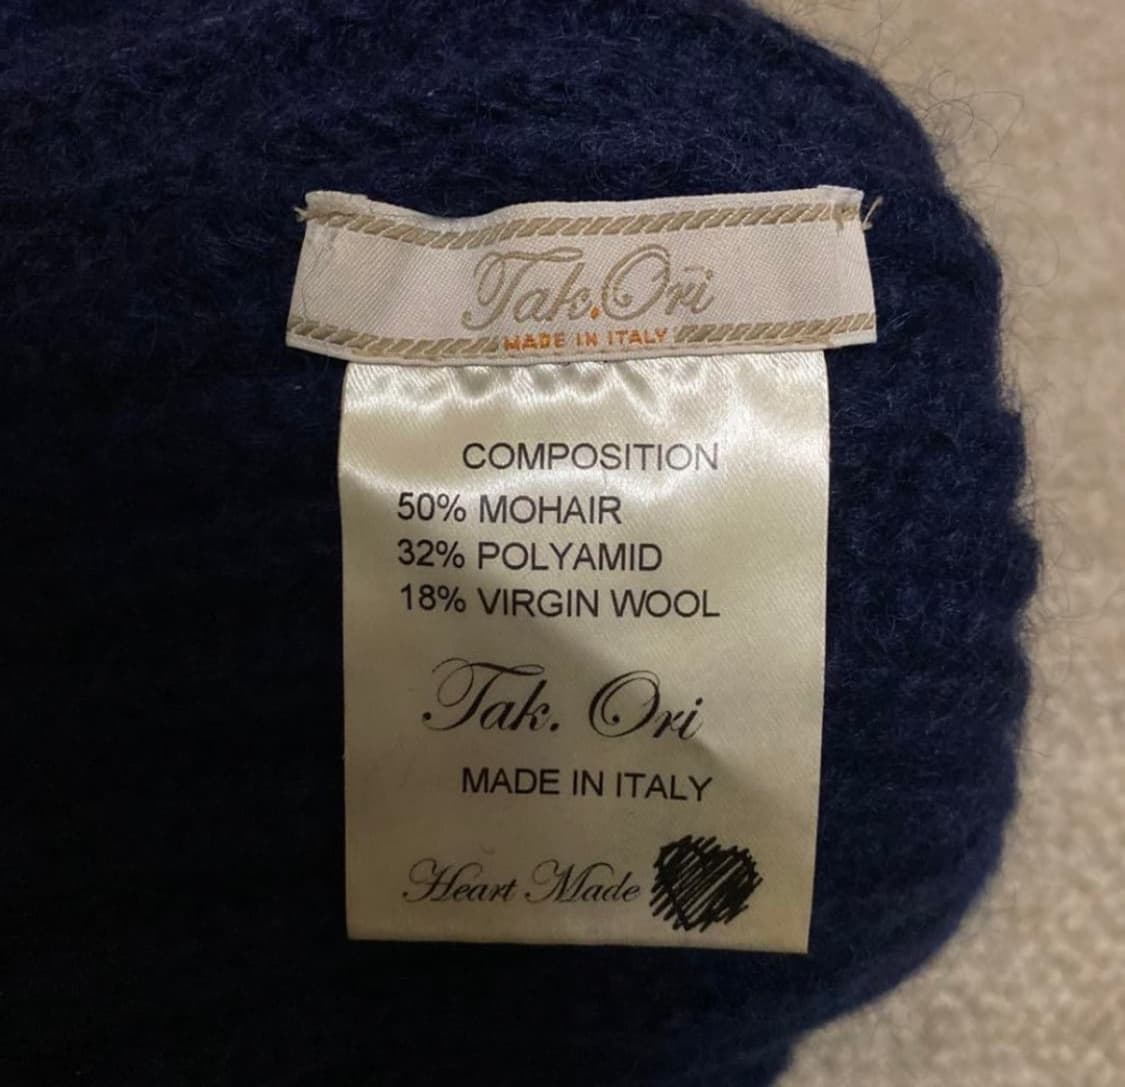 Tak.Ori
MADE IN ITALY
COMPOSITION
50% MOHAIR
32% POLYAMID
18% VIRGIN WOOL
Tak. Ori
MADE IN ITALY
Heart Made